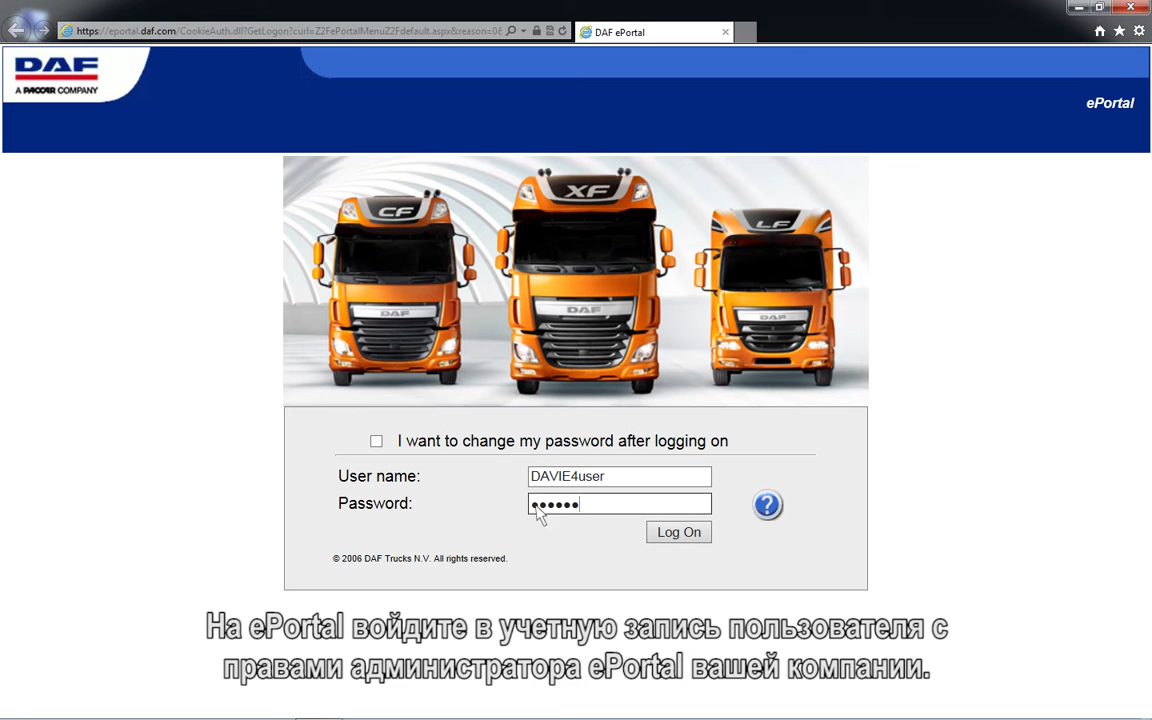 https://eportal.daf.com/CookieAuth.dll?GetLogon?curl=Z2FePortalMenuZ2Fdefault.aspx&reason=0&
DAF ePortal
DAF
A PACCAR COMPANY
ePortal
CF
XF
LF
DAF
DAF
DAF
I want to change my password after logging on
User name:
DAVIE4user
Password:
••••••
?
Log On
© 2006 DAF Trucks N.V. All rights reserved.
На ePortal войдите в учетную запись пользователя с
правами администратора ePortal вашей компании.